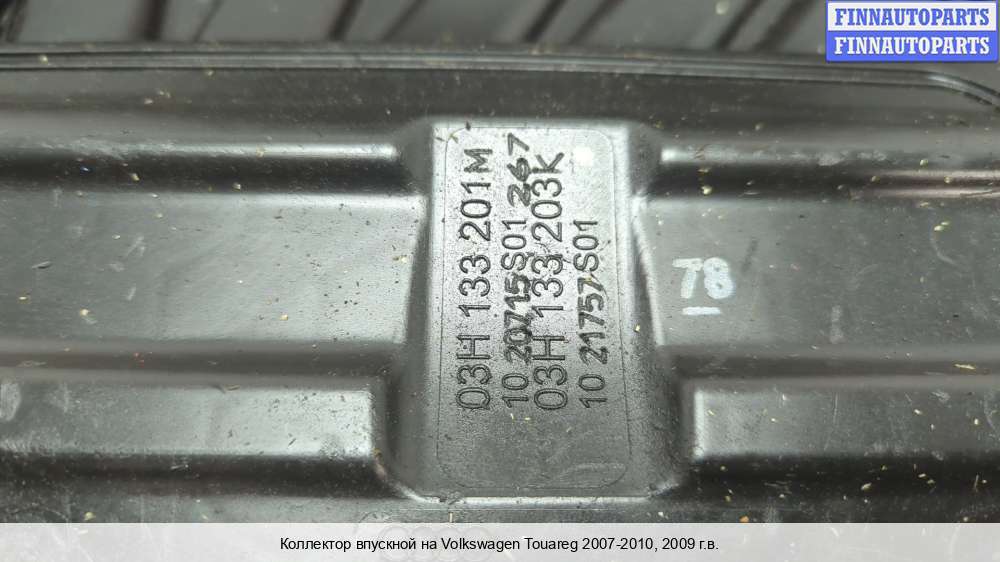 FINNAUTOPARTS
FINNAUTOPARTS
03H 133 201M
10 20715S01 267
03H 133 203K
10 21757S01
78
Коллектор впускной на Volkswagen Touareg 2007-2010, 2009 г.в.